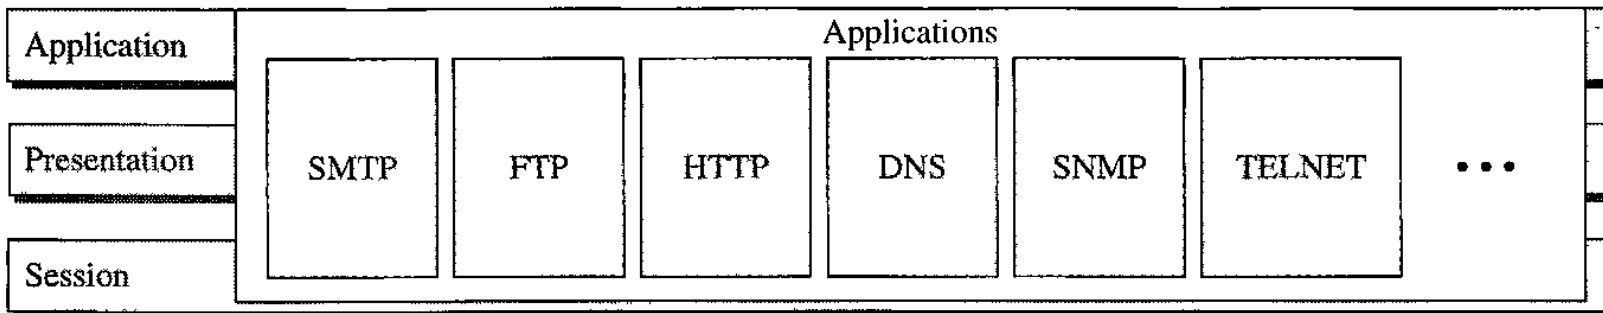 Applications
Application
Presentation
Session
SMTP FTP HTTP DNS SNMP TELNET •••